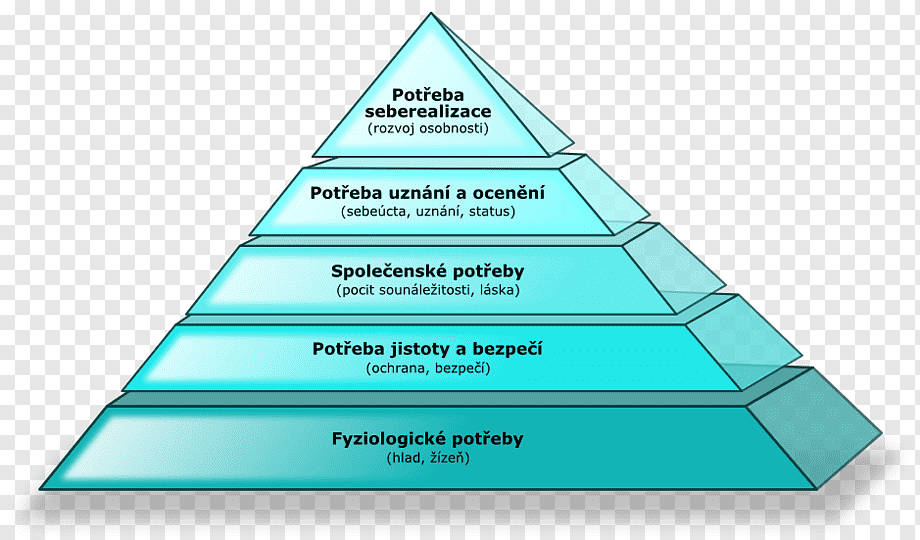 Potřeba
seberealizace
(rozvoj osobnosti)
Potřeba uznání a ocenění
(sebeúcta, uznání, status)
Společenské potřeby
(pocit sounáležitosti, láska)
Potřeba jistoty a bezpečí
(ochrana, bezpečí)
Fyziologické potřeby
(hlad, žízeň)